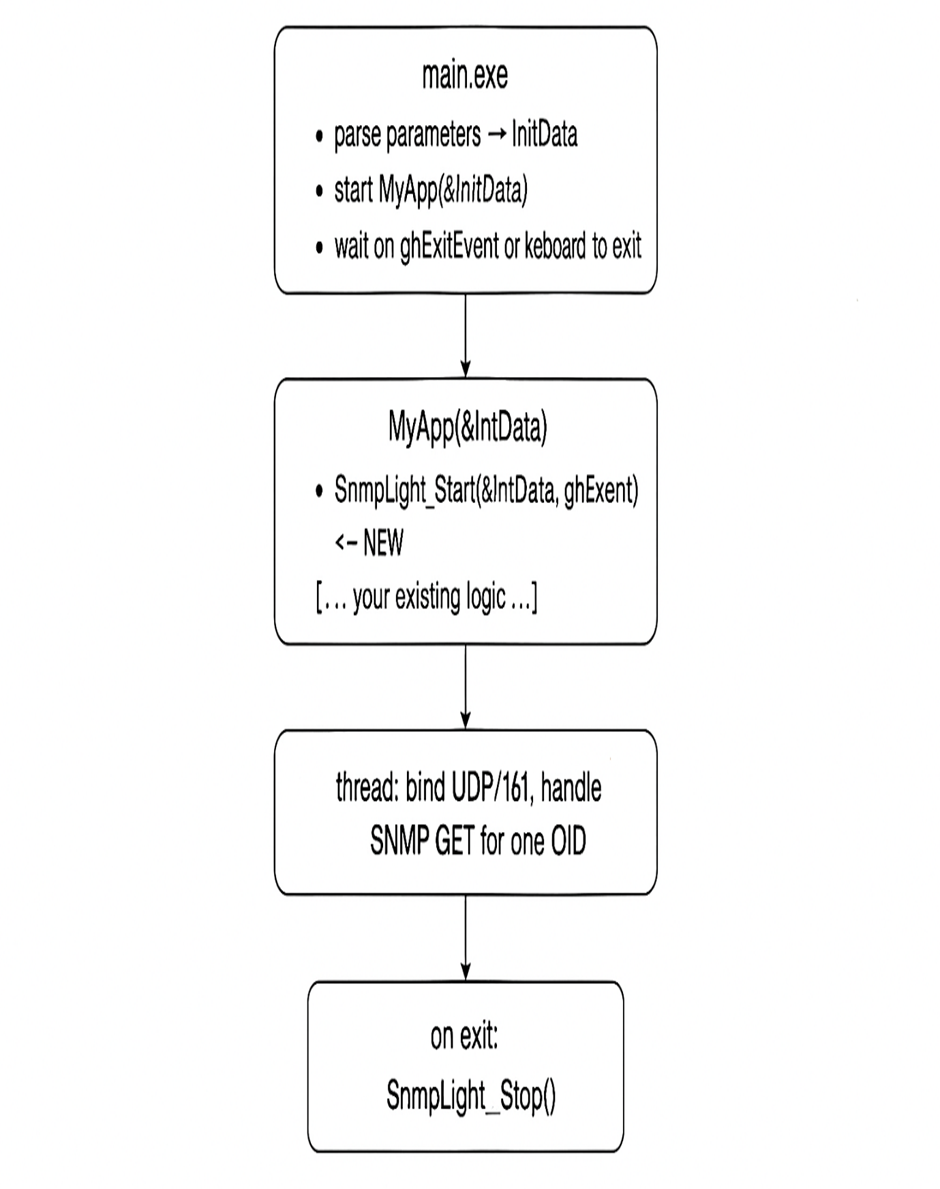 main.exe
• parse parameters → InitData
• start MyApp(&InitData)
• wait on ghExitEvent or keboard to exit
MyApp(&IntData)
• SnmpLight_Start(&IntData, ghExent)
<– NEW
[... your existing logic ...]
thread: bind UDP/161, handle
SNMP GET for one OID
on exit:
SnmpLight_Stop()